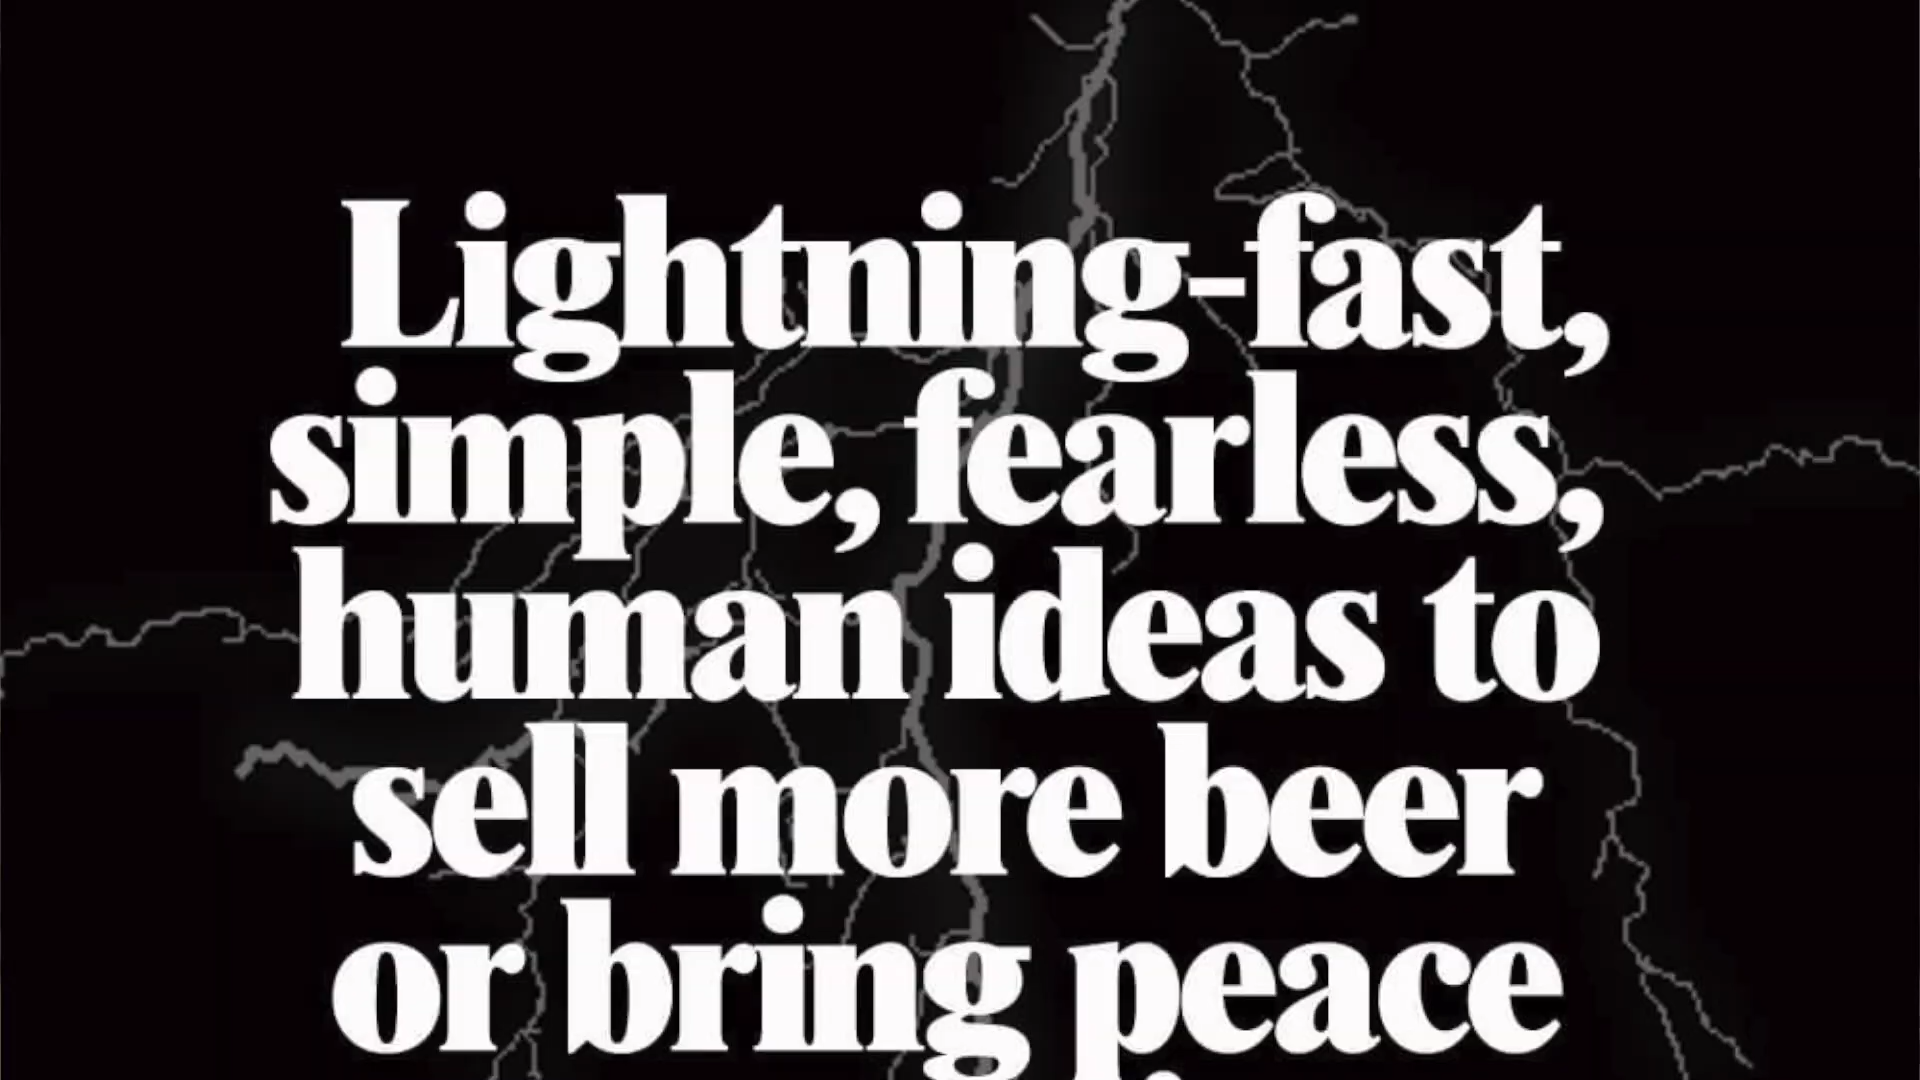 Lightning-fast,
simple, fearless,
human ideas to
sell more beer
or bring peace